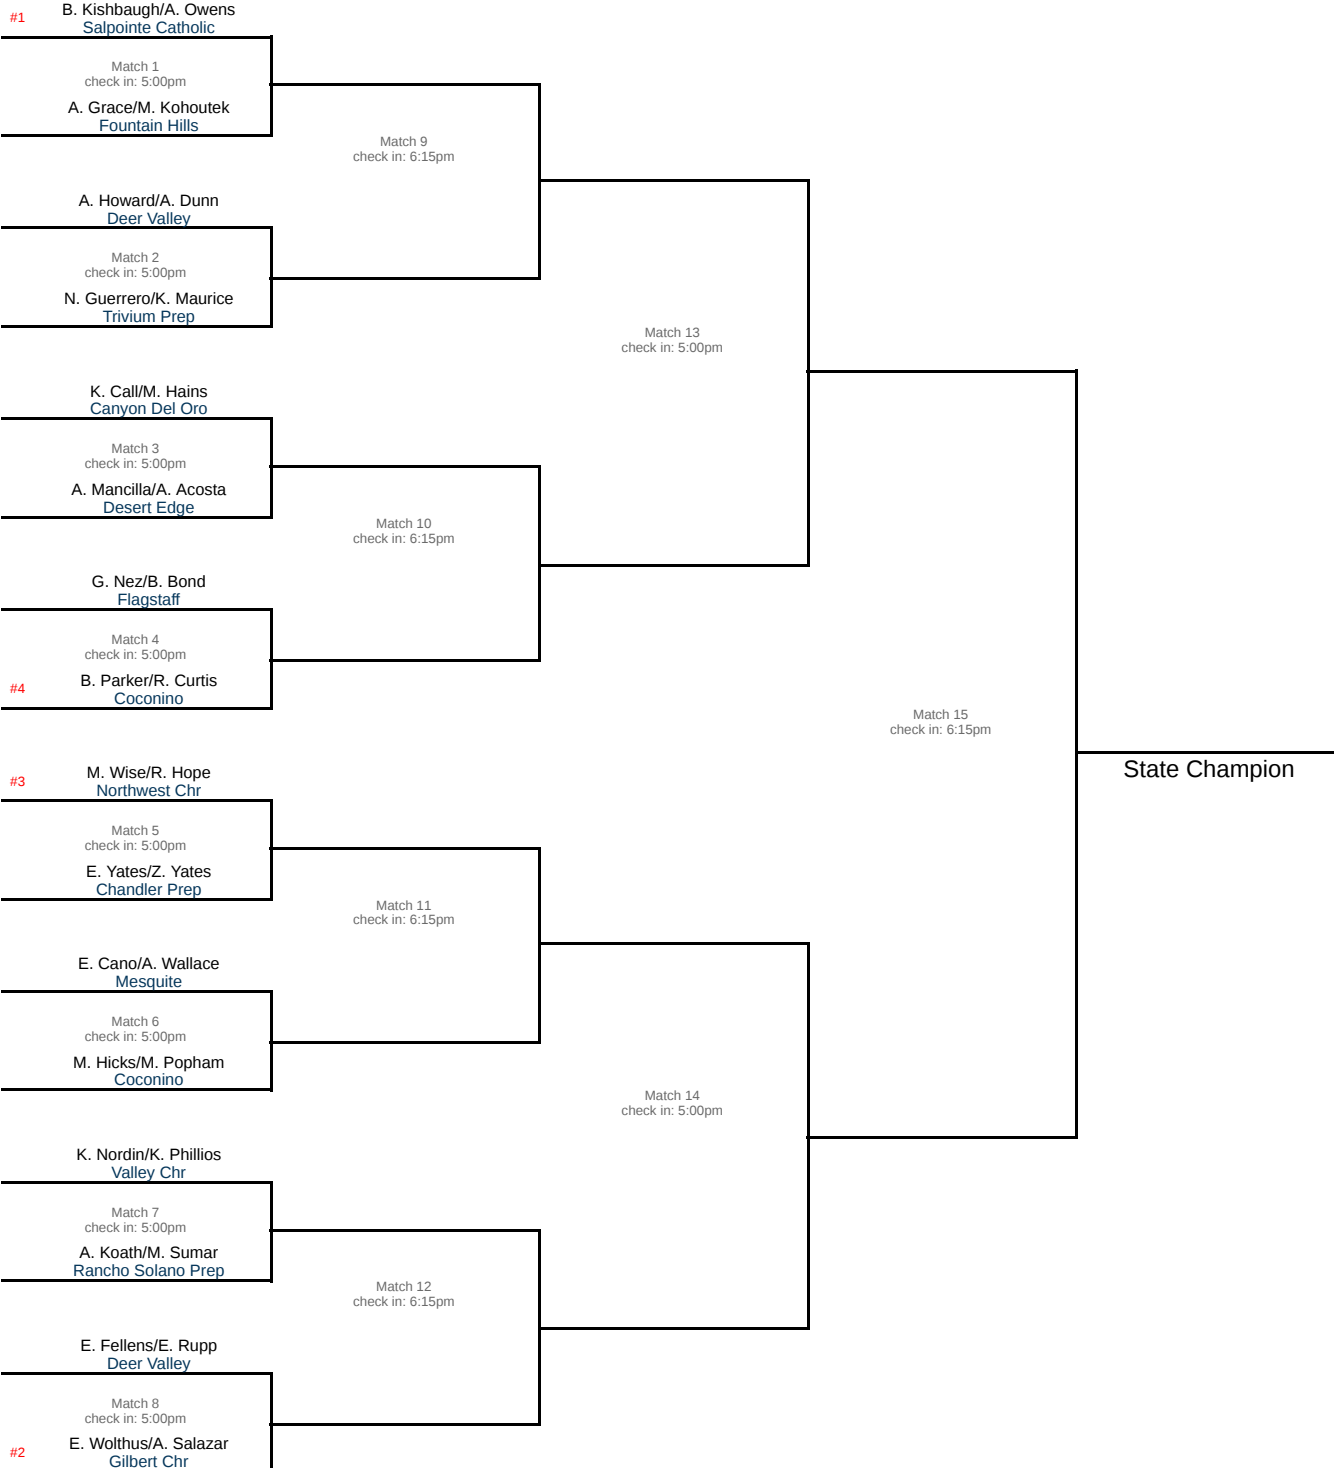 #1
B. Kishbaugh/A. Owens
Salpointe Catholic
Match 1
check in: 5:00pm
A. Grace/M. Kohoutek
Fountain Hills
Match 9
check in: 6:15pm
A. Howard/A. Dunn
Deer Valley
Match 2
check in: 5:00pm
N. Guerrero/K. Maurice
Trivium Prep
Match 13
check in: 5:00pm
K. Call/M. Hains
Canyon Del Oro
Match 3
check in: 5:00pm
A. Mancilla/A. Acosta
Desert Edge
Match 10
check in: 6:15pm
G. Nez/B. Bond
Flagstaff
Match 4
check in: 5:00pm
#4
B. Parker/R. Curtis
Coconino
Match 15
check in: 6:15pm
State Champion
#3
M. Wise/R. Hope
Northwest Chr
Match 5
check in: 5:00pm
E. Yates/Z. Yates
Chandler Prep
Match 11
check in: 6:15pm
E. Cano/A. Wallace
Mesquite
Match 6
check in: 5:00pm
M. Hicks/M. Popham
Coconino
Match 14
check in: 5:00pm
K. Nordin/K. Phillios
Valley Chr
Match 7
check in: 5:00pm
A. Koath/M. Sumar
Rancho Solano Prep
Match 12
check in: 6:15pm
E. Fellens/E. Rupp
Deer Valley
Match 8
check in: 5:00pm
#2
E. Wolthus/A. Salazar
Gilbert Chr